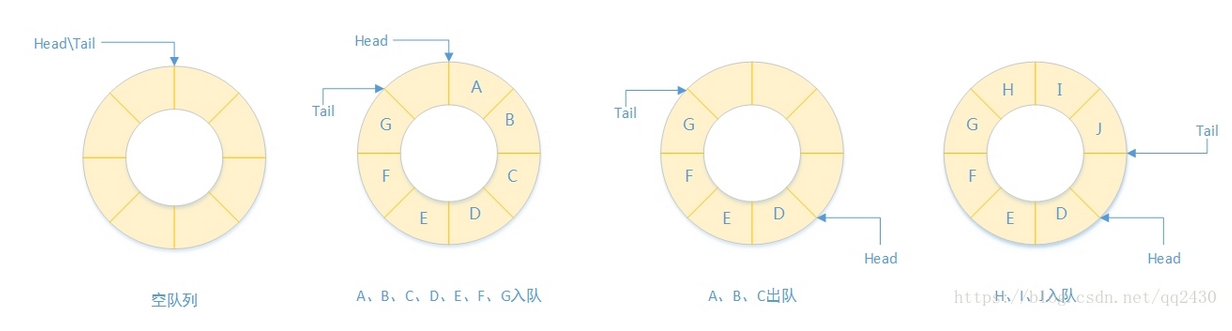 Head\Tail
空队列
Head
Tail
A
B
C
D
E
F
G
A、B、C、D、E、F、G入队
Tail
G
F
E
D
Head
A、B、C出队
H
I
J
G
F
E
D
Tail
Head
H、I、J入队
https://blog.csdn.net/qq2430